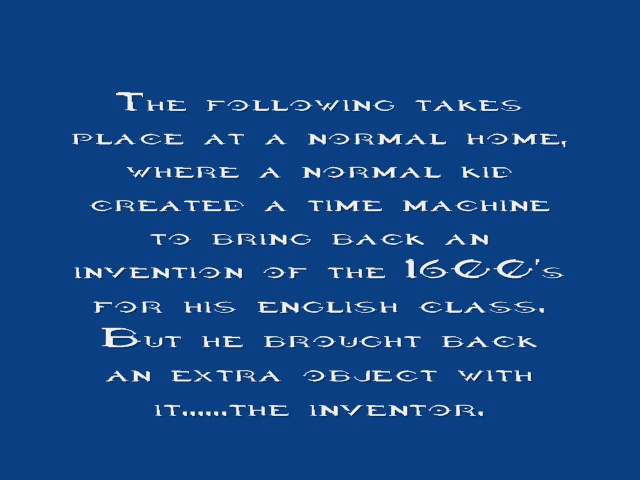 The following takes
place at a normal home,
where a normal kid
created a time machine
to bring back an
invention of the 1600's
for his english class.
But he brought back
an extra object with
it......the inventor.